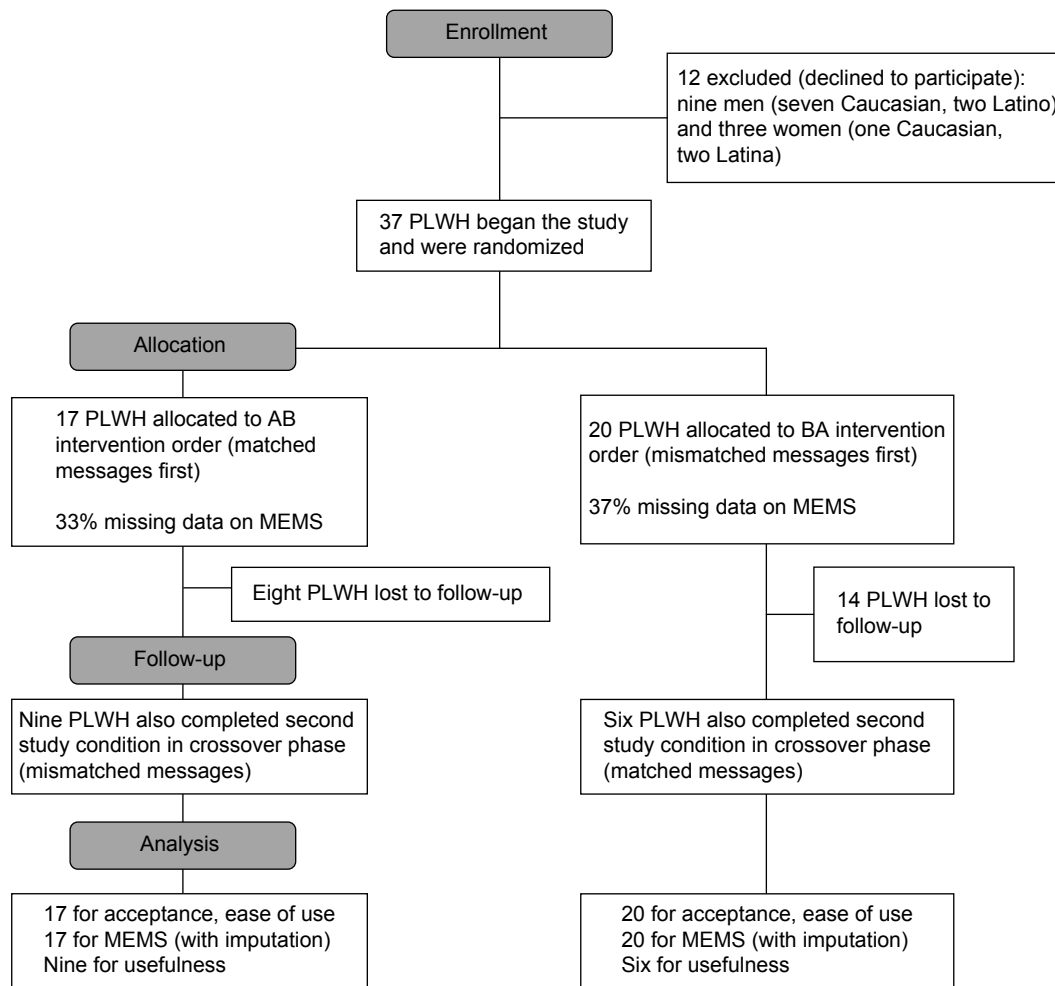 Enrollment
12 excluded (declined to participate):
nine men (seven Caucasian, two Latino)
and three women (one Caucasian,
two Latina)
37 PLWH began the study
and were randomized
Allocation
17 PLWH allocated to AB
intervention order (matched
messages first)
33% missing data on MEMS
20 PLWH allocated to BA intervention
order (mismatched messages first)
37% missing data on MEMS
Eight PLWH lost to follow-up
14 PLWH lost to
follow-up
Follow-up
Nine PLWH also completed second
study condition in crossover phase
(mismatched messages)
Six PLWH also completed second
study condition in crossover phase
(matched messages)
Analysis
17 for acceptance, ease of use
17 for MEMS (with imputation)
Nine for usefulness
20 for acceptance, ease of use
20 for MEMS (with imputation)
Six for usefulness